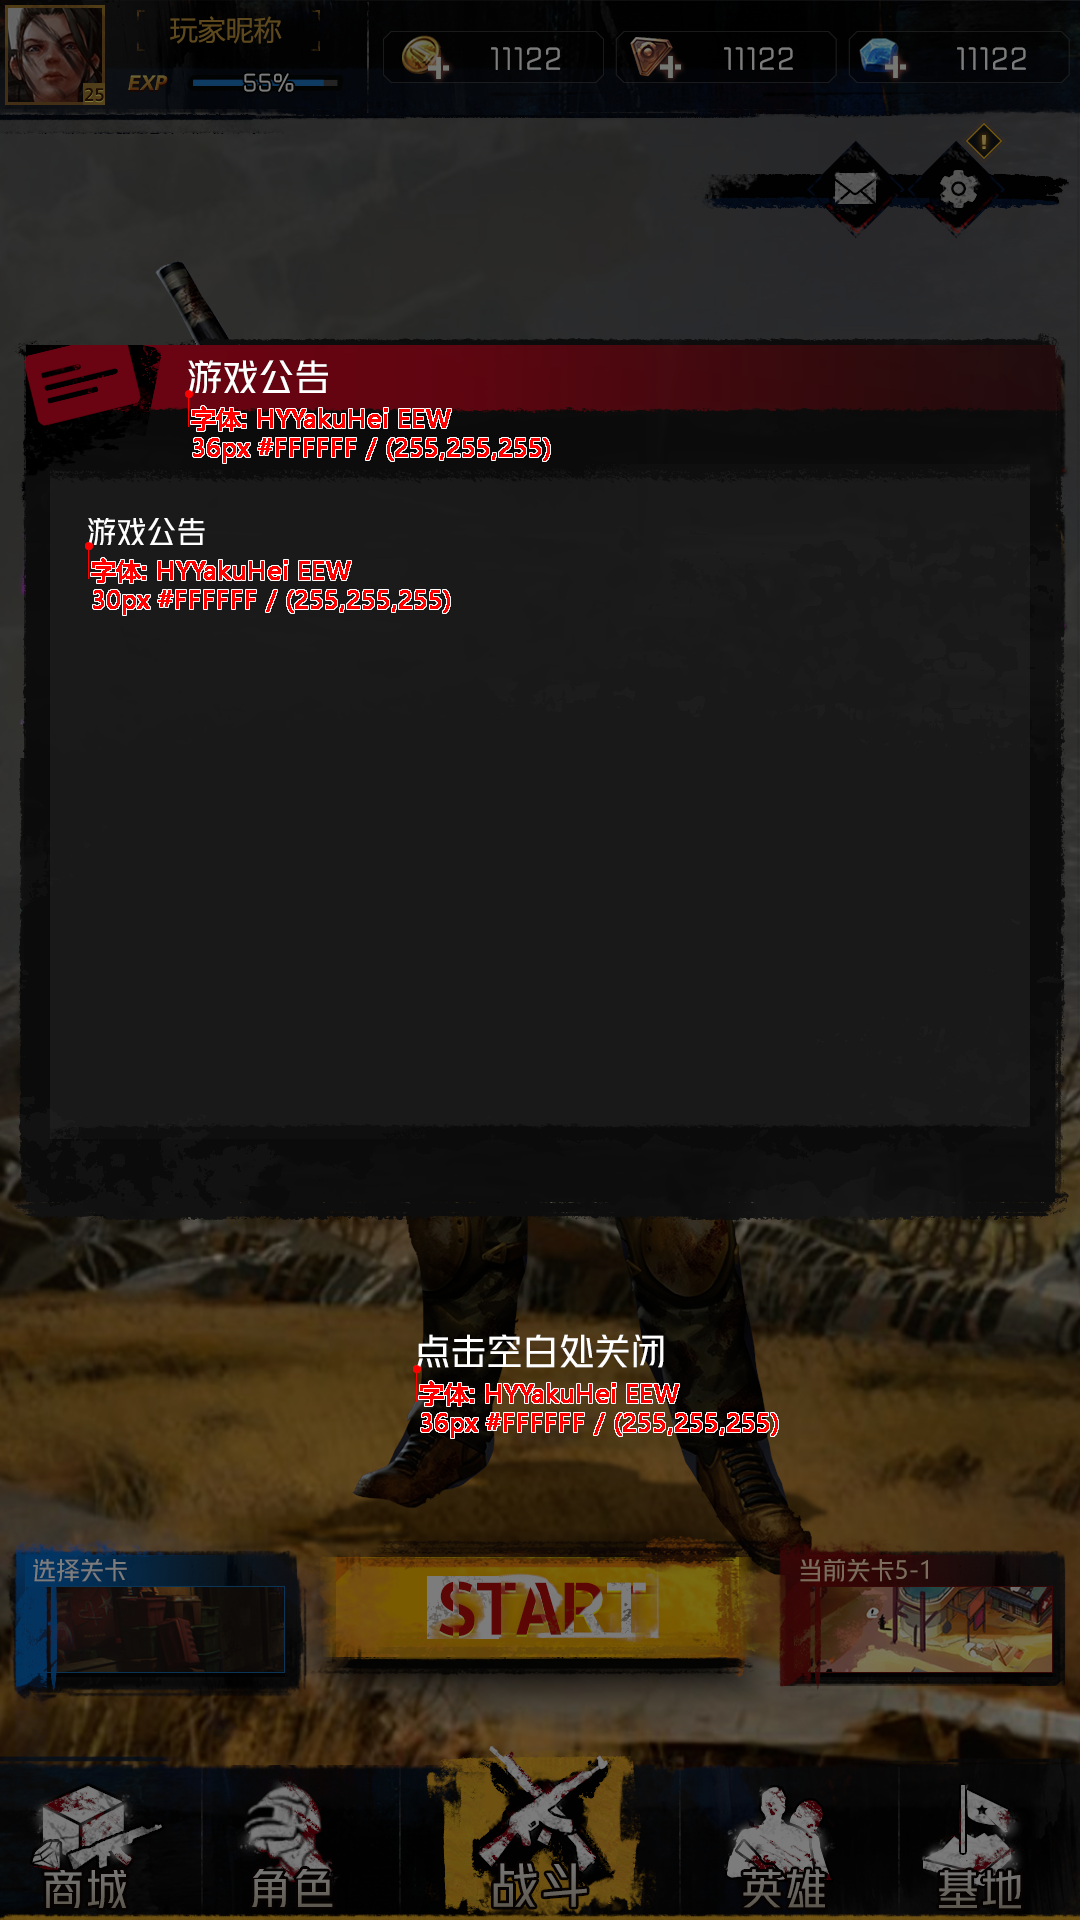 玩家昵称
25
EXP
55%
11122
11122
11122
!
游戏公告
字体: HYYakuHei EEW
36px #FFFFFF / (255,255,255)
游戏公告
字体: HYYakuHei EEW
30px #FFFFFF / (255,255,255)
点击空白处关闭
字体: HYYakuHei EEW
36px #FFFFFF / (255,255,255)
选择关卡
START
当前关卡5-1
商城
角色
战斗
英雄
基地